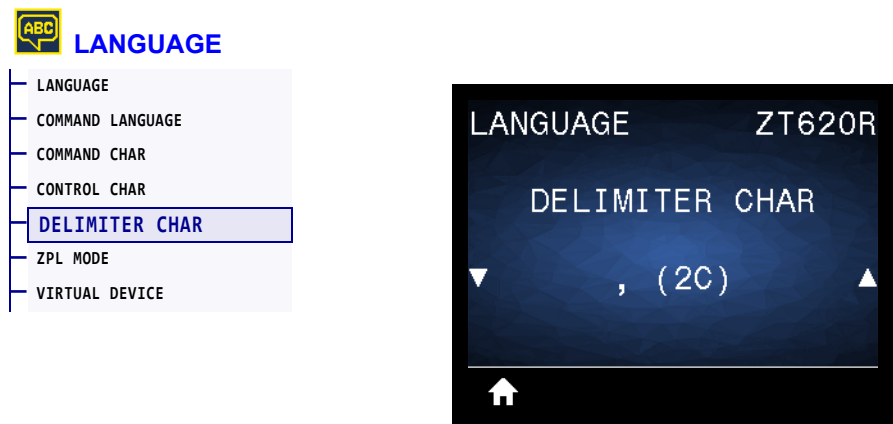 ABC
LANGUAGE
LANGUAGE
COMMAND LANGUAGE
COMMAND CHAR
CONTROL CHAR
DELIMITER CHAR
ZPL MODE
VIRTUAL DEVICE
LANGUAGE ZT620R
DELIMITER CHAR
, (2C)